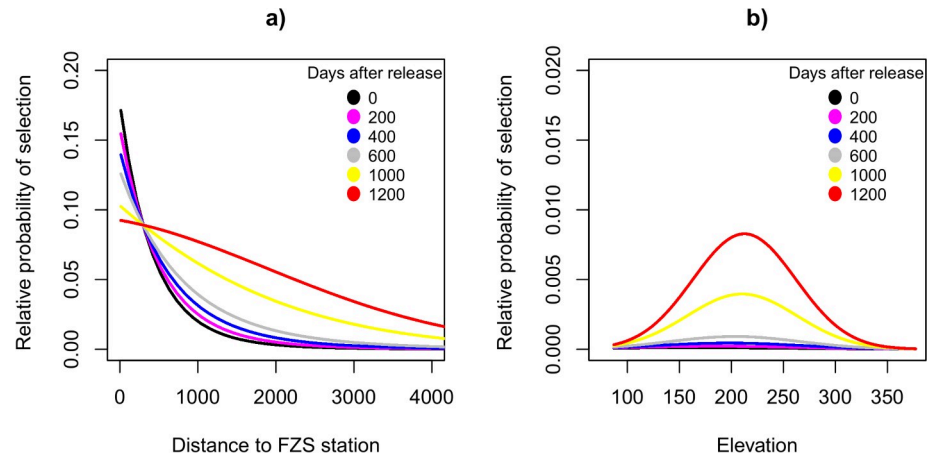 a)
Relative probability of selection
0.20
0.15
0.10
0.05
0.00
Days after release
0
200
400
600
1000
1200
0 1000 2000 3000 4000
Distance to FZS station
b)
Relative probability of selection
0.020
0.015
0.010
0.005
0.000
Days after release
0
200
400
600
1000
1200
100 150 200 250 300 350
Elevation